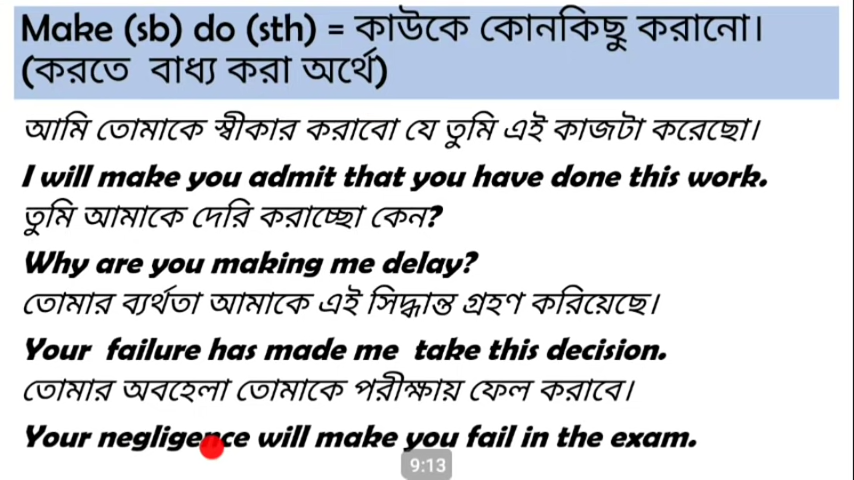 Make (sb) do (sth) = কাউকে কোনকিছু করানো।
(করতে বাধ্য করা অর্থে)
আমি তোমাকে স্বীকার করাবো যে তুমি এই কাজটা করেছো।
I will make you admit that you have done this work.
তুমি আমাকে দেরি করাচ্ছো কেন?
Why are you making me delay?
তোমার ব্যর্থতা আমাকে এই সিদ্ধান্ত গ্রহণ করিয়েছে।
Your failure has made me take this decision.
তোমার অবহেলা তোমাকে পরীক্ষায় ফেল করাবে।
Your negligence will make you fail in the exam.
9:13